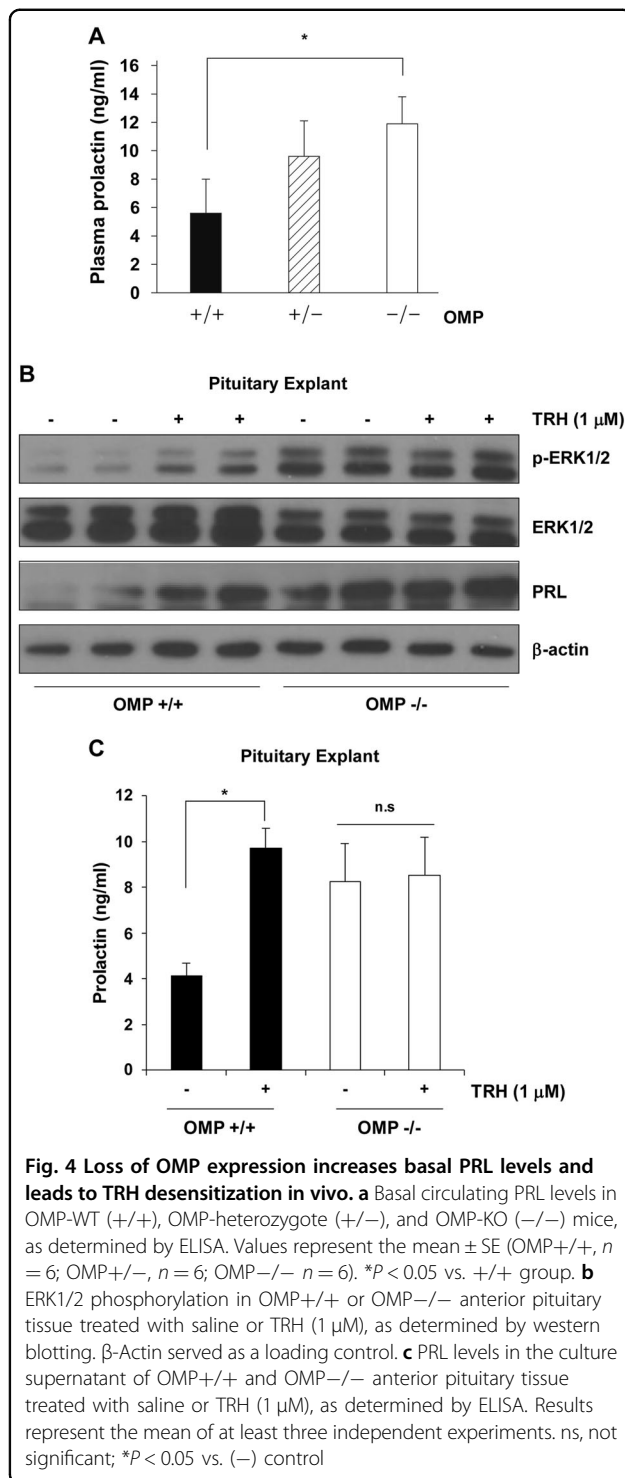 A
*
Plasma prolactin (ng/ml)
16
14
12
10
8
6
4
2
0
+/+ +/− −/− OMP
B
Pituitary Explant
- - + + - - + + TRH (1 μM)
p-ERK1/2
ERK1/2
PRL
β-actin
OMP +/+ OMP -/-
C
Pituitary Explant
* n.s
Prolactin (ng/ml)
12
10
8
6
4
2
0
- + - + TRH (1 μM)
OMP +/+ OMP -/-
Fig. 4 Loss of OMP expression increases basal PRL levels and
leads to TRH desensitization in vivo. a Basal circulating PRL levels in
OMP-WT (+/+), OMP-heterozygote (+/−), and OMP-KO (−/−) mice,
as determined by ELISA. Values represent the mean ± SE (OMP+/+, n
= 6; OMP+/−, n = 6; OMP−/− n = 6). *P < 0.05 vs. +/+ group. b
ERK1/2 phosphorylation in OMP+/+ or OMP−/− anterior pituitary
tissue treated with saline or TRH (1 μM), as determined by western
blotting. β-Actin served as a loading control. c PRL levels in the culture
supernatant of OMP+/+ and OMP−/− anterior pituitary tissue
treated with saline or TRH (1 μM), as determined by ELISA. Results
represent the mean of at least three independent experiments. ns, not
significant; *P < 0.05 vs. (−) control